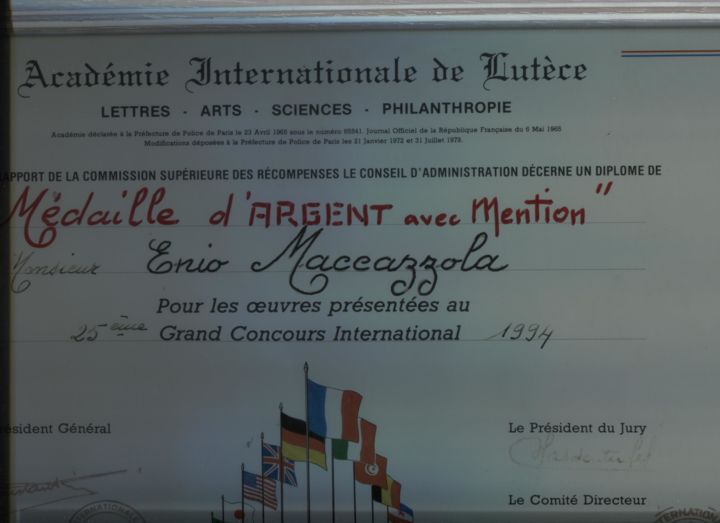 Académie Internationale de Lutèce
LETTRES - ARTS - SCIENCES - PHILANTHROPIE
Académie déclarée à la Préfecture de Police de Paris le 23 Avril 1965 sous le numéro 65541. Journal Officiel de la République Française du 6 Mai 1965
Modifications déposées à la Préfecture de Police de Paris les 21 Janvier 1972 et 31 Juillet 1979.
RAPPORT DE LA COMMISSION SUPÉRIEURE DES RÉCOMPENSES LE CONSEIL D'ADMINISTRATION DÉCERNE UN DIPLOME DE
Médaille d'ARGENT avec Mention"
Monsieur Enio Maccazzola
Pour les œuvres présentées au
25ème Grand Concours International 1994
résident Général
Le Président du Jury
Le Comité Directeur